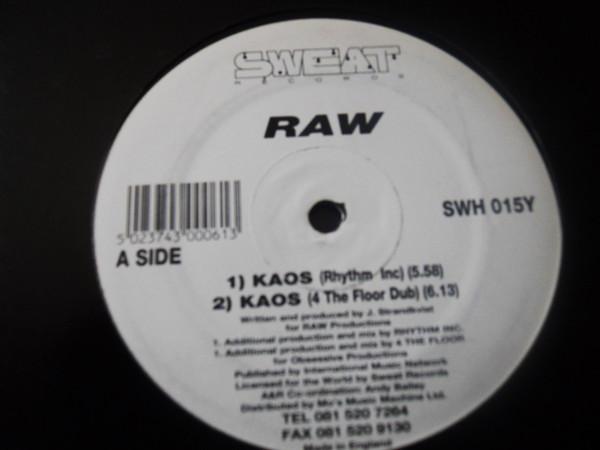 SWEAT
RECORDS
RAW
5 023743 000613
SWH 015Y
A SIDE
1) KAOS (Rhythm Inc) (5.58)
2) KAOS (4 The Floor Dub) (6.13)
Written and produced by J. Strandkvist
for RAW Productions
1. Additional production and mix by RHYTHM INC.
1. Additional production and mix by 4 THE FLOOR
for Obsessive Productions
Published by International Music Network
Licensed for the World by Sweat Records
A&R Co-ordination: Andy Bailey
Distributed by Mo's Music Machine Ltd.
TEL 081 520 7264
FAX 081 520 9130
Made in England